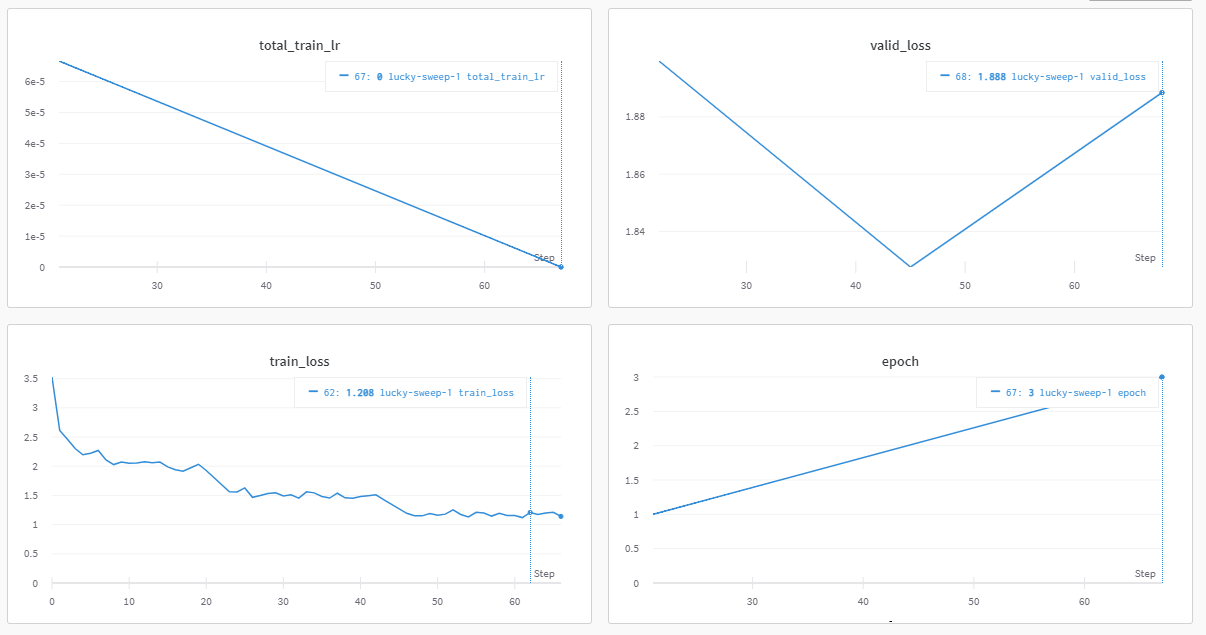 total_train_lr
67: 0 lucky-sweep-1 total_train_lr
6e-5
5e-5
4e-5
3e-5
2e-5
1e-5
0
Step
30 40 50 60
valid_loss
68: 1.888 lucky-sweep-1 valid_loss
1.88
1.86
1.84
Step
30 40 50 60
train_loss
62: 1.208 lucky-sweep-1 train_loss
3.5
3
2.5
2
1.5
1
0.5
0
Step
0 10 20 30 40 50 60
epoch
67: 3 lucky-sweep-1 epoch
3
2.5
2
1.5
1
0.5
0
Step
30 40 50 60